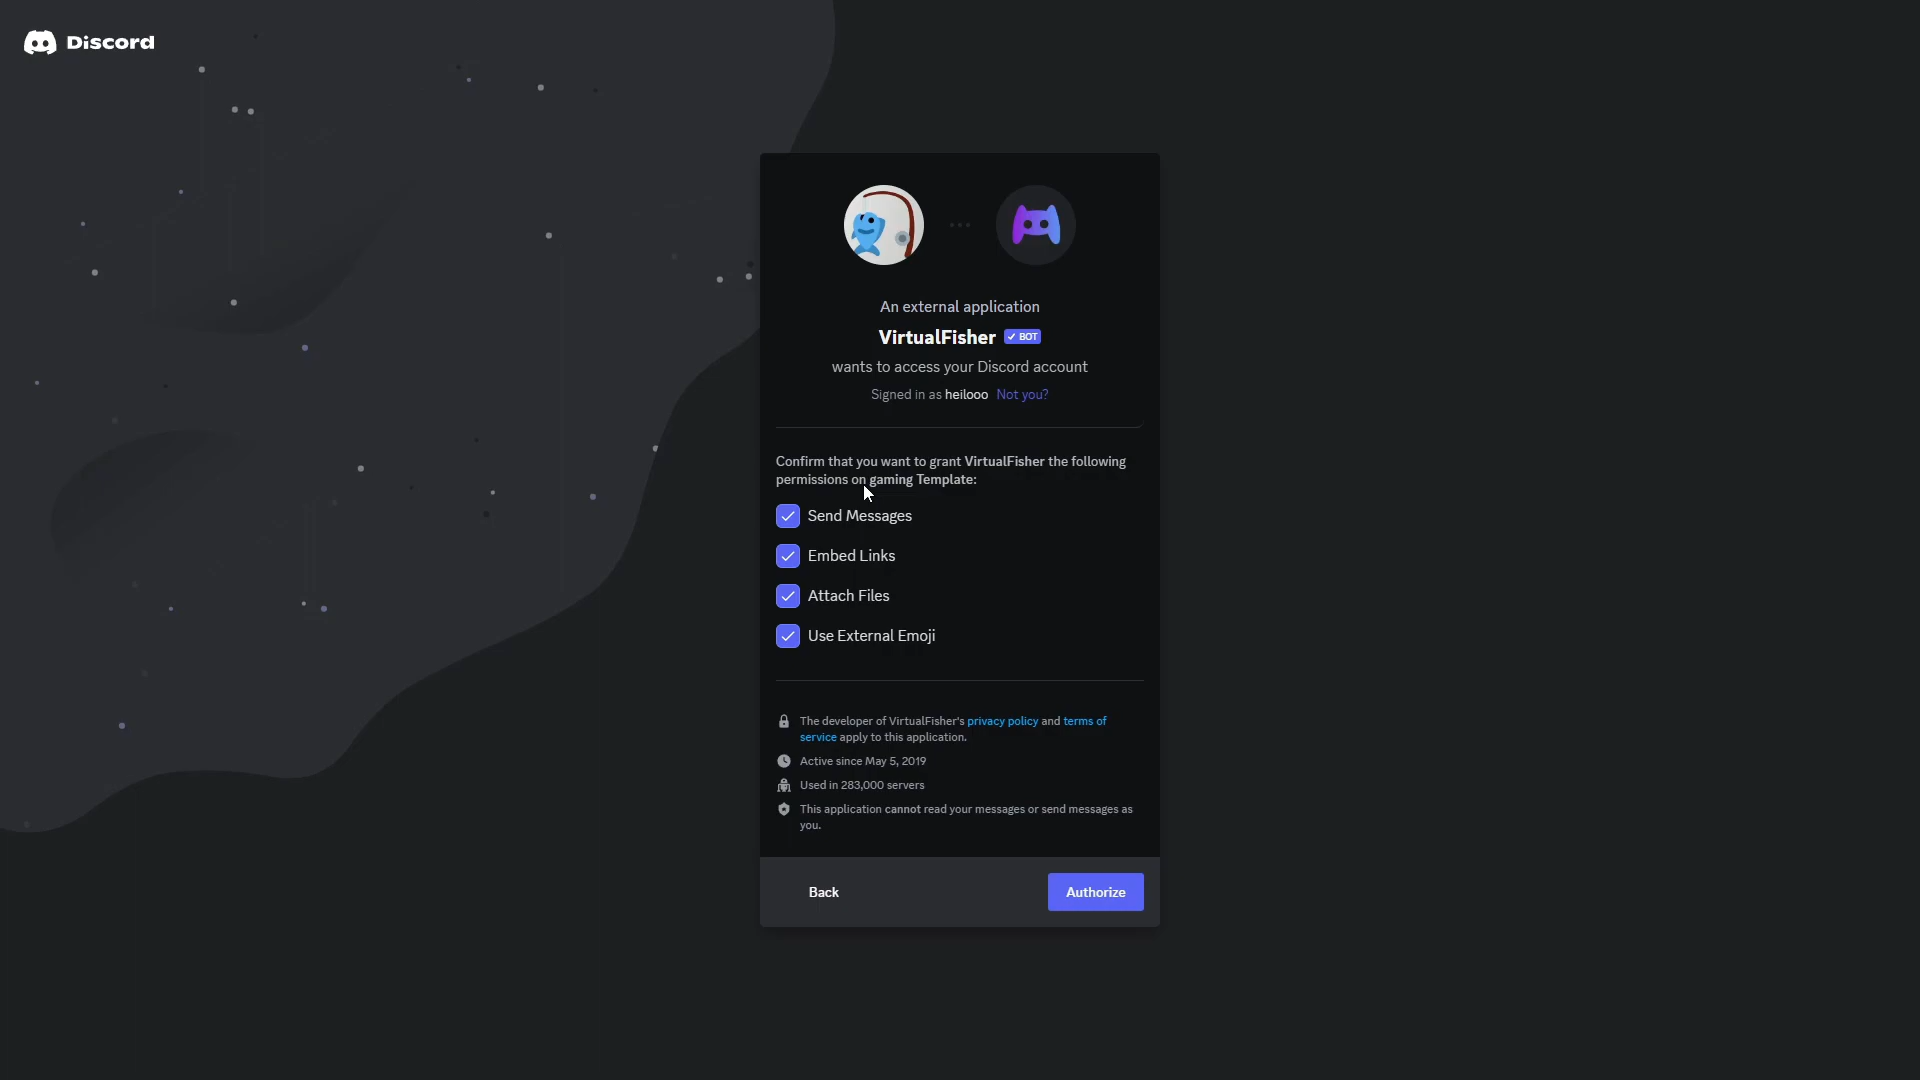 Discord
An external application
VirtualFisher ✓ BOT
wants to access your Discord account
Signed in as heilooo Not you?
Confirm that you want to grant VirtualFisher the following
permissions on gaming Template:
Send Messages
Embed Links
Attach Files
Use External Emoji
The developer of VirtualFisher's privacy policy and terms of
service apply to this application.
Active since May 5, 2019
Used in 283,000 servers
This application cannot read your messages or send messages as
you.
Back
Authorize